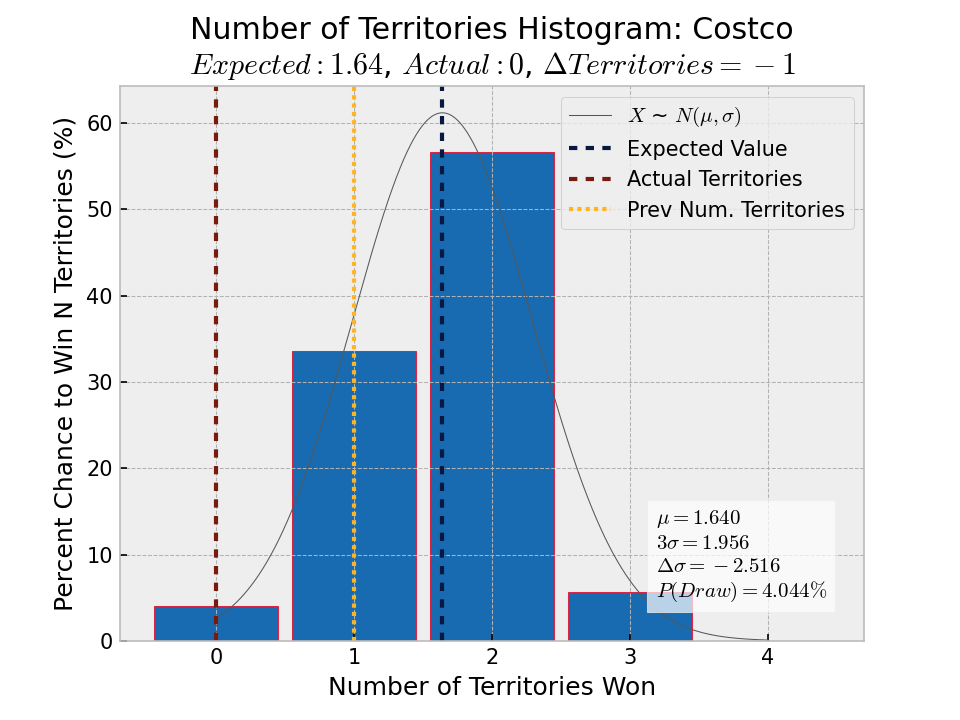 Number of Territories Histogram: Costco
Expected : 1.64, Actual : 0, ΔTerritories = −1
X ~ N(μ, σ)
Expected Value
Actual Territories
Prev Num. Territories
Percent Chance to Win N Territories (%)
60
50
40
30
20
10
0
μ = 1.640
3σ = 1.956
Δσ = −2.516
P(Draw) = 4.044%
0 1 2 3 4
Number of Territories Won